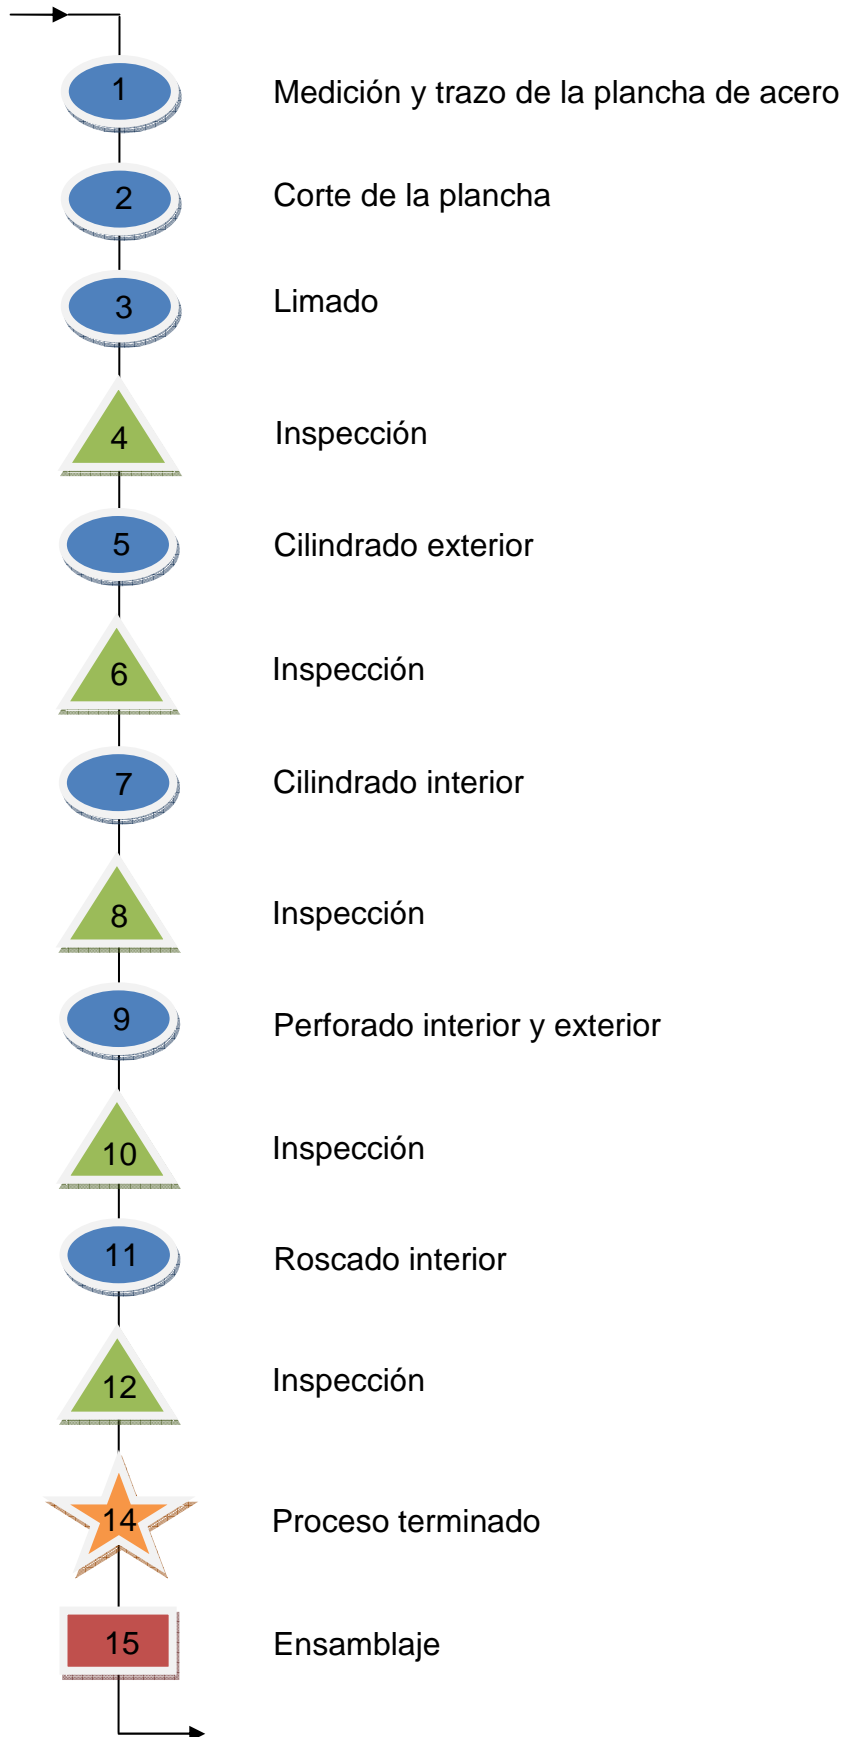 1 Medición y trazo de la plancha de acero
2 Corte de la plancha
3 Limado
4 Inspección
5 Cilindrado exterior
6 Inspección
7 Cilindrado interior
8 Inspección
9 Perforado interior y exterior
10 Inspección
11 Roscado interior
12 Inspección
14 Proceso terminado
15 Ensamblaje